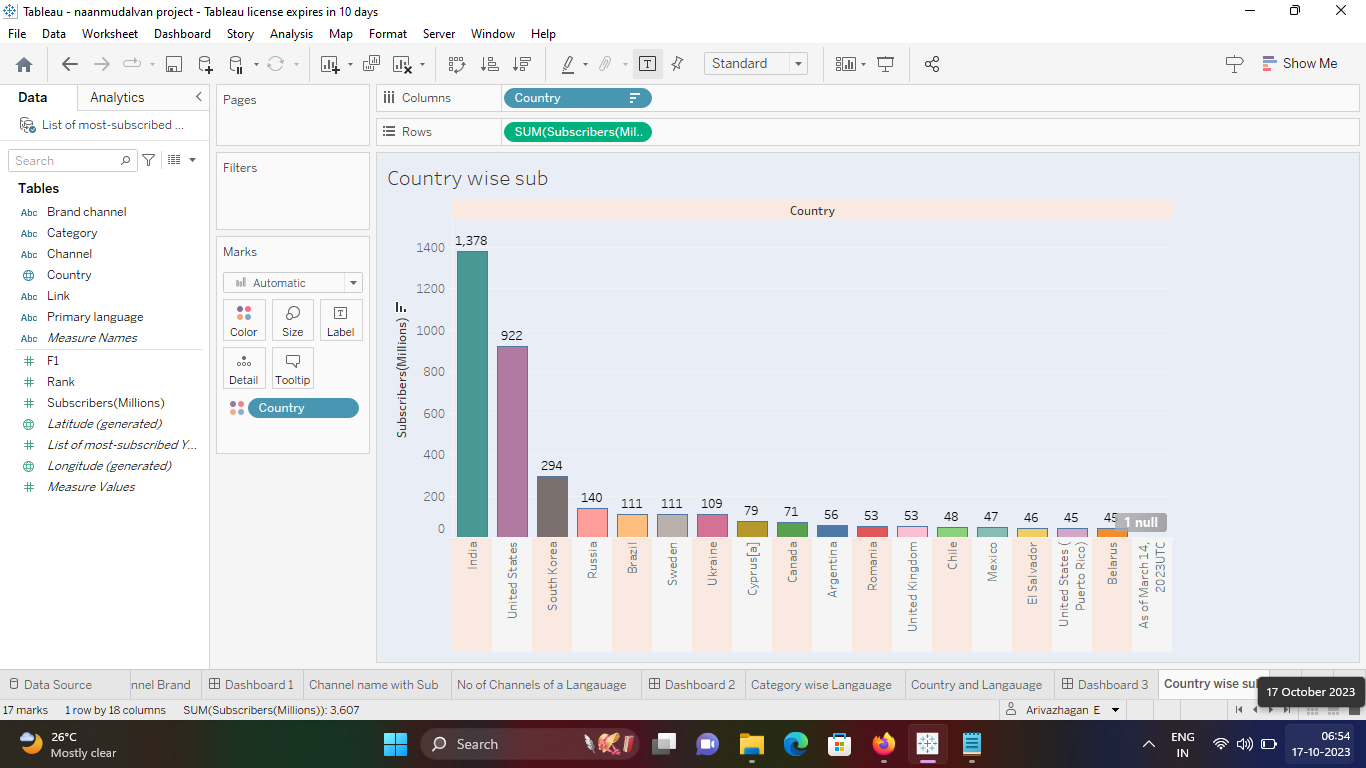 Tableau - naanmudalvan project - Tableau license expires in 10 days
File Data Worksheet Dashboard Story Analysis Map Format Server Window Help
Standard
Show Me
Data Analytics
List of most-subscribed ...
Search
Tables
Abc Brand channel
Abc Category
Abc Channel
Country
Abc Link
Abc Primary language
Abc Measure Names
F1
Rank
Subscribers(Millions)
Latitude (generated)
List of most-subscribed Y...
Longitude (generated)
Measure Values
Pages
Filters
Marks
Automatic
Color Size Label
Detail Tooltip
Country
Columns Country
Rows SUM(Subscribers(Mil..
Country wise sub
Country
Subscribers(Millions)
1400
1200
1000
800
600
400
200
0
1,378
922
294
140
111
111
109
79
71
56
53
53
48
47
46
45
45
1 null
India
United States
South Korea
Russia
Brazil
Sweden
Ukraine
Cyprus[a]
Canada
Argentina
Romania
United Kingdom
Chile
Mexico
El Salvador
United States (
Puerto Rico)
Belarus
As of March 14,
2023UTC
Data Source nnel Brand Dashboard 1 Channel name with Sub No of Channels of a Langauage Dashboard 2 Category wise Langauage Country and Langauage Dashboard 3 Country wise sub
17 October 2023
17 marks 1 row by 18 columns SUM(Subscribers(Millions)): 3,607
Arivazhagan E
26°C
Mostly clear
Search
ENG
IN
06:54
17-10-2023